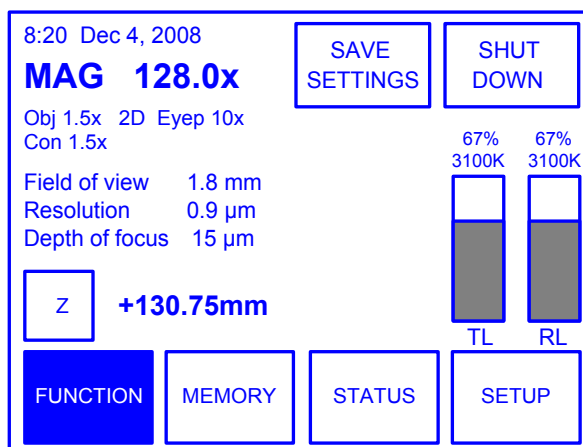 8:20 Dec 4, 2008
MAG 128.0x
SAVE
SETTINGS
SHUT
DOWN
Obj 1.5x 2D Eyep 10x
Con 1.5x
67% 67%
3100K 3100K
Field of view 1.8 mm
Resolution 0.9 µm
Depth of focus 15 µm
Z +130.75mm
TL RL
FUNCTION MEMORY STATUS SETUP